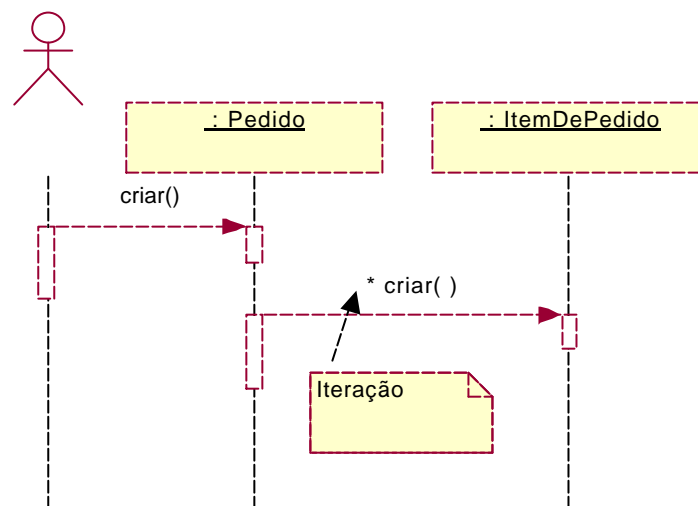 : Pedido
: ItemDePedido
criar()
* criar( )
Iteração